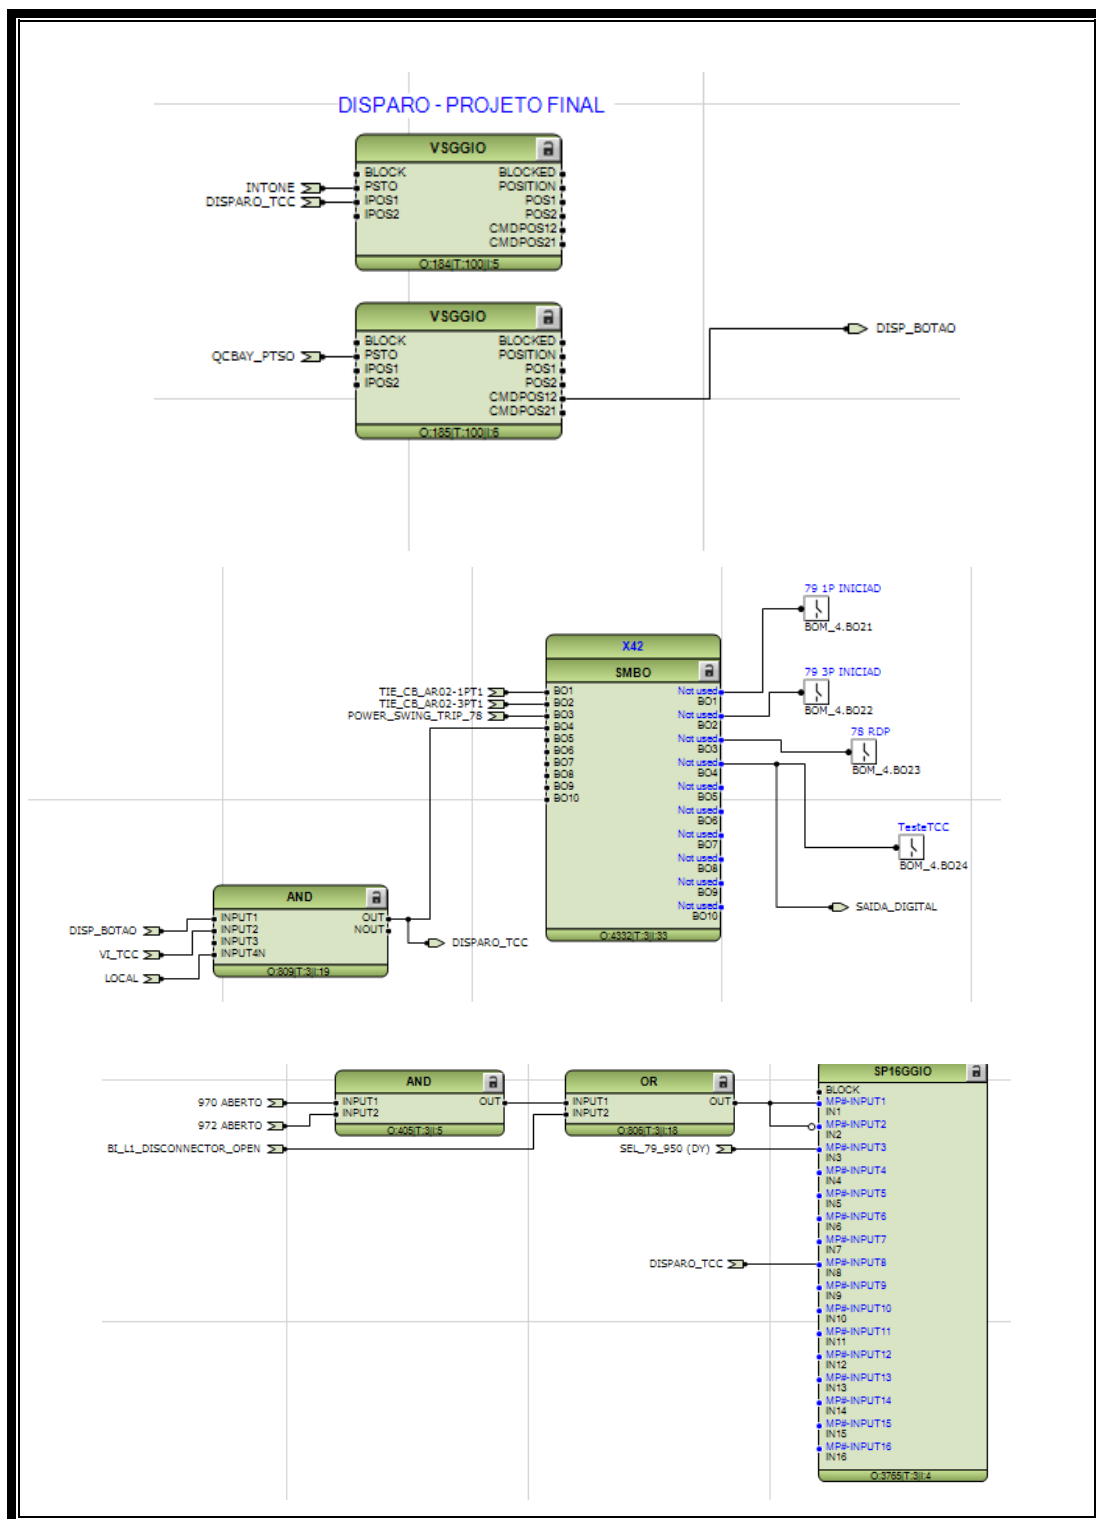 DISPARO - PROJETO FINAL
VSGGIO
BLOCK BLOCKED
INTONE PSTO POSITION
DISPARO_TCC IPOS1 POS1
IPOS2 POS2
CMDPOS12
CMDPOS21
O:184|T:100|I:5
VSGGIO
DISP_BOTAO
BLOCK BLOCKED
QCBAY_PTSO PSTO POSITION
IPOS1 POS1
IPOS2 POS2
CMDPOS12
CMDPOS21
O:185|T:100|I:6
79 1P INICIAD
BOM_4.BO21
X42
SMBO
79 3P INICIAD
BOM_4.BO22
TIE_CB_AR02-1PT1 BO1 Not used
BO1
TIE_CB_AR02-3PT1 BO2
POWER_SWING_TRIP_78 BO3 Not used
BO2
BO4
78 RDP
BOM_4.BO23
BO5 Not used
BO3
BO6
BO7 Not used
BO4
BO8
BO9 Not used
BO5
BO10
Not used
BO6
Not used
BO7
TesteTCC
BOM_4.BO24
Not used
BO8
Not used
BO9
Not used
BO10
SAIDA_DIGITAL
O:4332|T:3|I:33
AND
INPUT1 OUT
DISP_BOTAO INPUT2 NOUT
INPUT3
DISPARO_TCC
VI_TCC INPUT4N
LOCAL
O:809|T:3|I:19
AND OR SP16GGIO
BLOCK
970 ABERTO INPUT1 OUT INPUT1 OUT MP#-INPUT1
IN1
972 ABERTO INPUT2 INPUT2 MP#-INPUT2
O:405|T:3|I:5 O:806|T:3|I:18 IN2
BI_L1_DISCONNECTOR_OPEN SEL_79_950 (DY) MP#-INPUT3
IN3
MP#-INPUT4
IN4
MP#-INPUT5
IN5
MP#-INPUT6
IN6
MP#-INPUT7
IN7
DISPARO_TCC MP#-INPUT8
IN8
MP#-INPUT9
IN9
MP#-INPUT10
IN10
MP#-INPUT11
IN11
MP#-INPUT12
IN12
MP#-INPUT13
IN13
MP#-INPUT14
IN14
MP#-INPUT15
IN15
MP#-INPUT16
IN16
O:3765|T:3|I:4